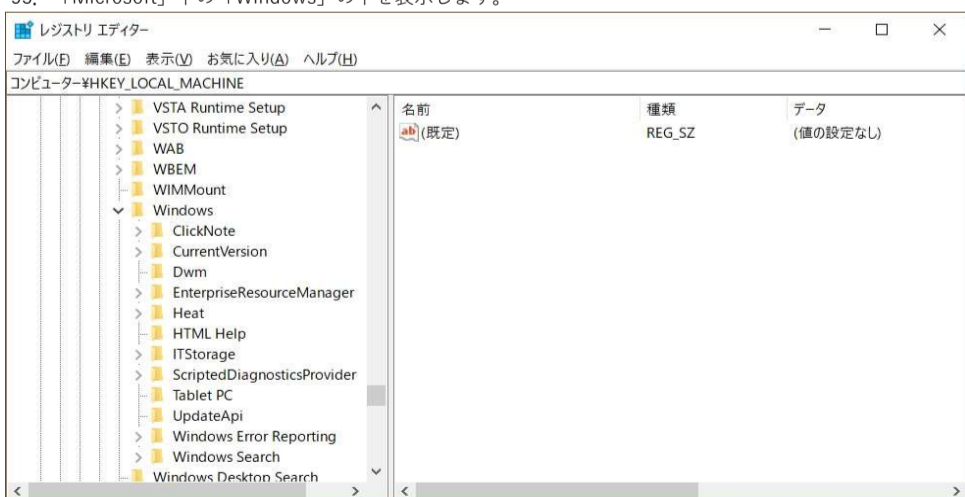 95. 「Microsoft」下の「Windows」の下を表示します。
レジストリ エディター
ファイル(F) 編集(E) 表示(V) お気に入り(A) ヘルプ(H)
コンピューター¥HKEY_LOCAL_MACHINE
VSTA Runtime Setup
VSTO Runtime Setup
WAB
WBEM
WIMMount
Windows
ClickNote
CurrentVersion
Dwm
EnterpriseResourceManager
Heat
HTML Help
ITStorage
ScriptedDiagnosticsProvider
Tablet PC
UpdateApi
Windows Error Reporting
Windows Search
Windows Desktop Search
名前 種類 データ
ab (既定) REG_SZ (値の設定なし)